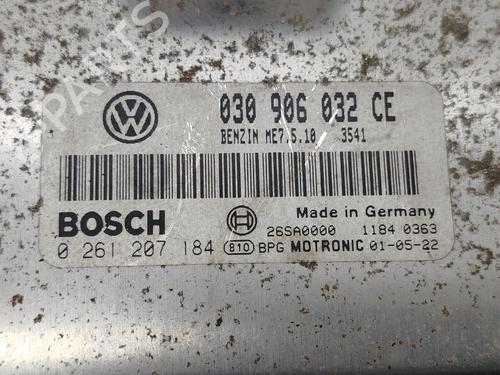 030 906 032 CE
BENZIN ME7.5.10 3541
BOSCH
Made in Germany
26SA0000 1184 0363
0 261 207 184 810 BPG MOTRONIC 01-05-22